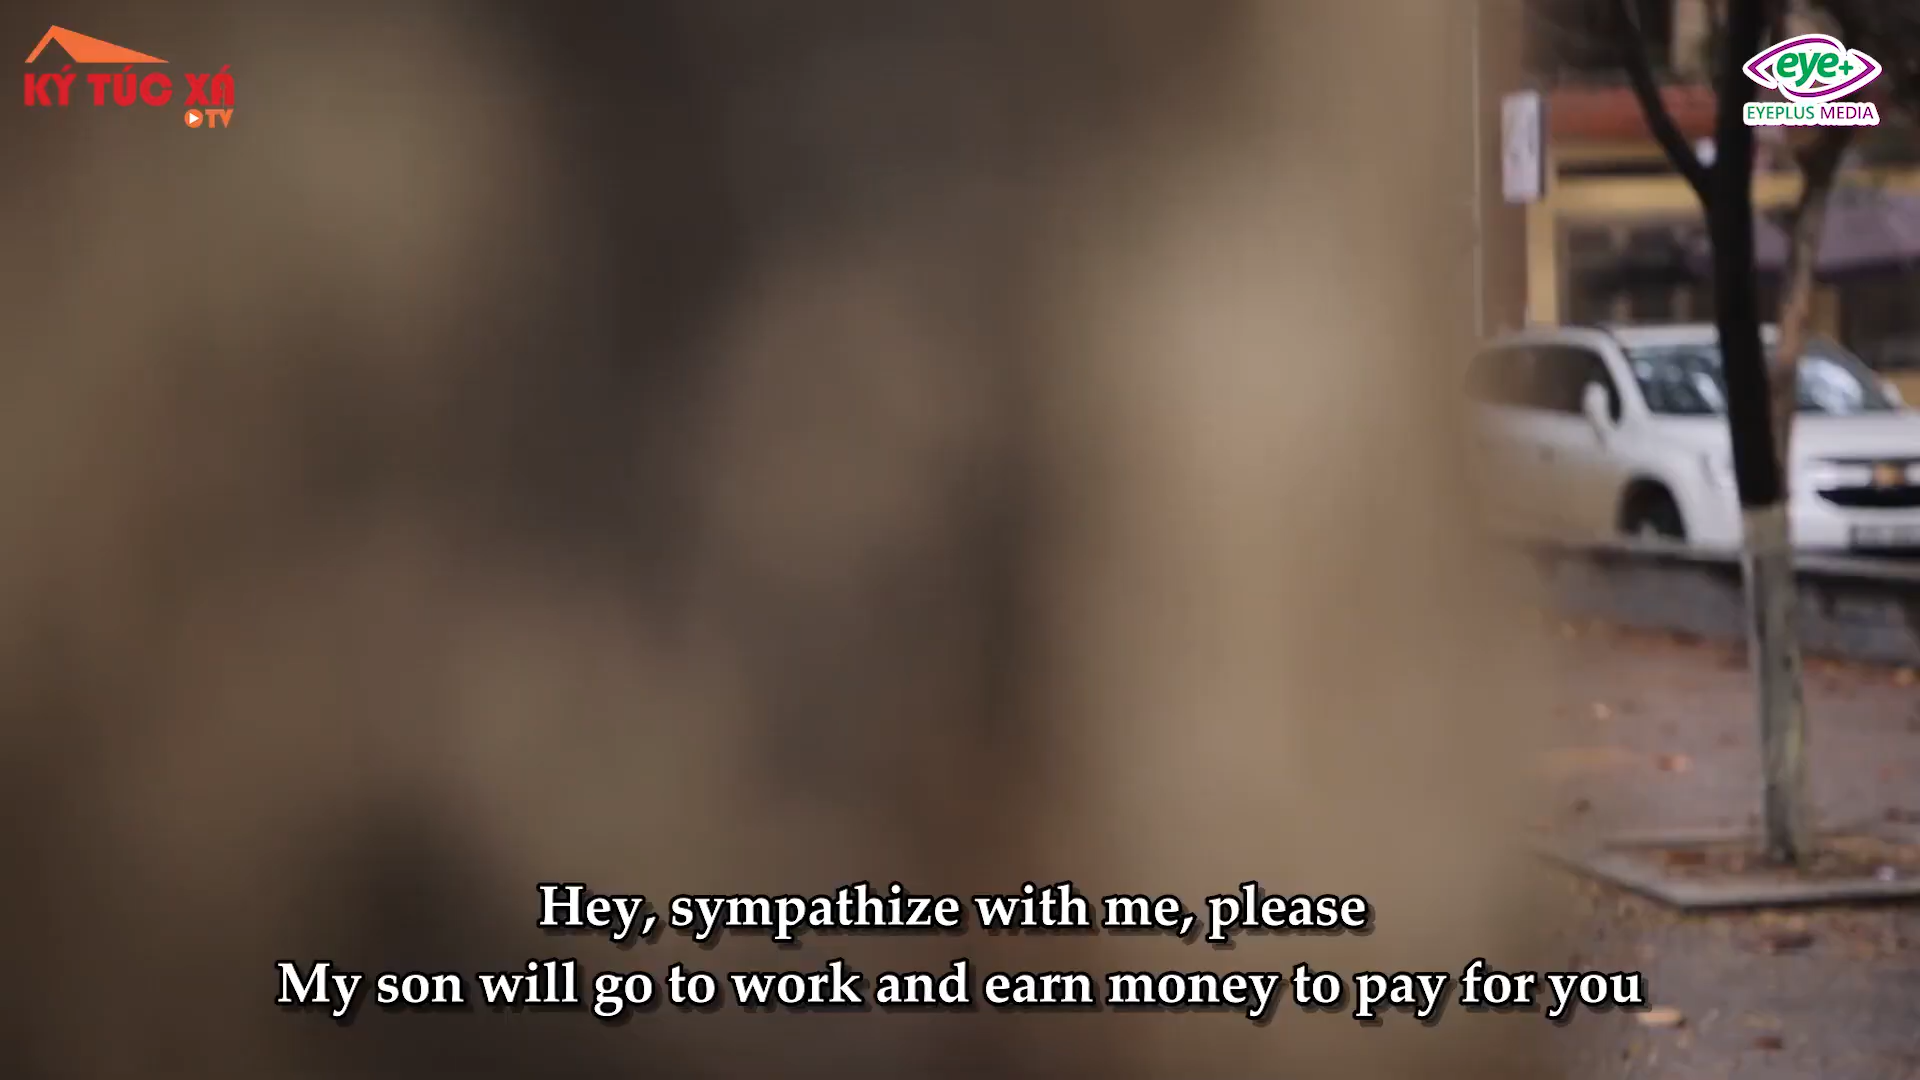 KÝ TÚC XÁ
TV
eye+
EYEPLUS MEDIA
Hey, sympathize with me, please
My son will go to work and earn money to pay for you